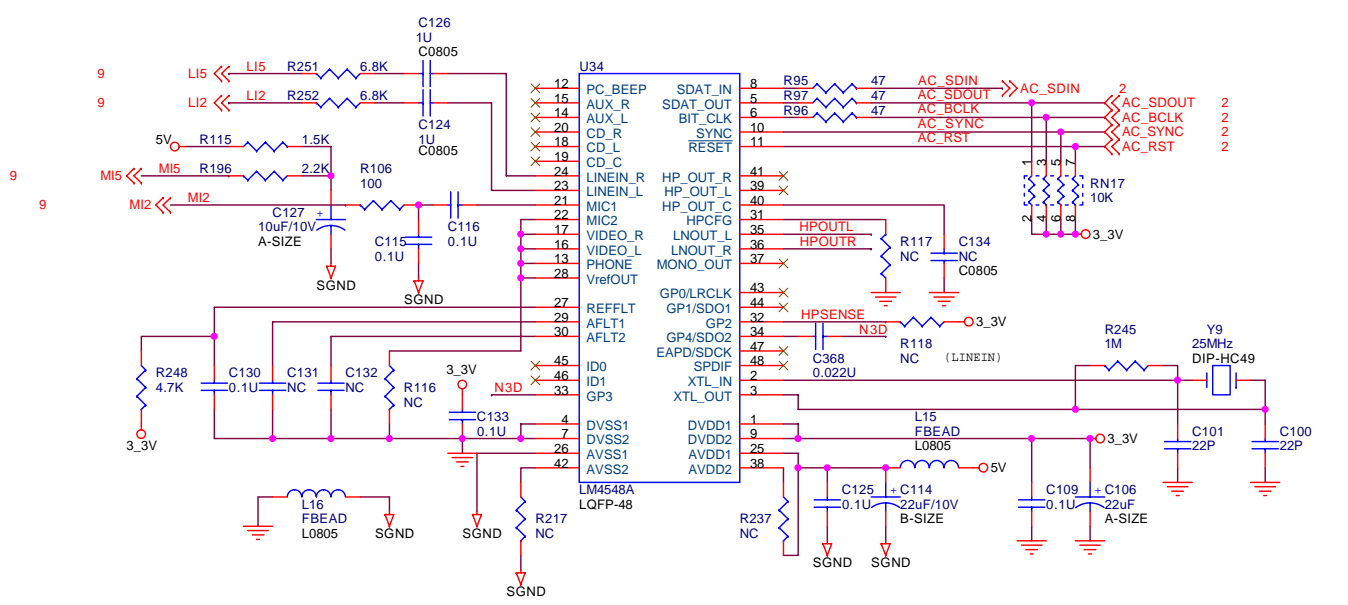 C126
1U
C0805
9 LI5 LI5 R251 6.8K
9 LI2 LI2 R252 6.8K
C124
1U
C0805
5V R115 1.5K
9 MI5 MI5 R196 2.2K
9 MI2 MI2
R106
100
C127
10uF/10V
A-SIZE
+
C115
0.1U
C116
0.1U
SGND
SGND
U34
12 PC_BEEP
15 AUX_R
14 AUX_L
20 CD_R
18 CD_L
19 CD_C
24 LINEIN_R
23 LINEIN_L
21 MIC1
22 MIC2
17 VIDEO_R
16 VIDEO_L
13 PHONE
28 VrefOUT
27 REFFLT
29 AFLT1
30 AFLT2
45 ID0
46 ID1
33 GP3
4 DVSS1
7 DVSS2
26 AVSS1
42 AVSS2
SDAT_IN 8
SDAT_OUT 5
BIT_CLK 6
SYNC 10
RESET 11
HP_OUT_R 41
HP_OUT_L 39
HP_OUT_C 40
HPCFG 31
LNOUT_L 35
LNOUT_R 36
MONO_OUT 37
GP0/LRCLK 43
GP1/SDO1 44
GP2 32
GP4/SDO2 34
EAPD/SDCK 47
SPDIF 48
XTL_IN 2
XTL_OUT 3
DVDD1 1
DVDD2 9
AVDD1 25
AVDD2 38
LM4548A
LQFP-48
R95 47 AC_SDIN AC_SDIN 2
R97 47 AC_SDOUT AC_SDOUT 2
R96 47 AC_BCLK AC_BCLK 2
AC_SYNC AC_SYNC 2
AC_RST AC_RST 2
1 3 5 7
RN17
10K
2 4 6 8
3_3V
HPOUTL
HPOUTR
R117
NC
C134
NC
C0805
HPSENSE
N3D
3_3V
R118
NC
(LINEIN)
C368
0.022U
R245
1M
Y9
25MHz
DIP-HC49
C101
22P
C100
22P
R248
4.7K
3_3V
C130
0.1U
C131
NC
C132
NC
R116
NC
3_3V
N3D
C133
0.1U
L16
FBEAD
L0805
SGND
SGND
R217
NC
SGND
L15
FBEAD
L0805
5V
3_3V
R237
NC
C125
0.1U
+
C114
22uF/10V
B-SIZE
SGND
SGND
C109
0.1U
+
C106
22uF
A-SIZE